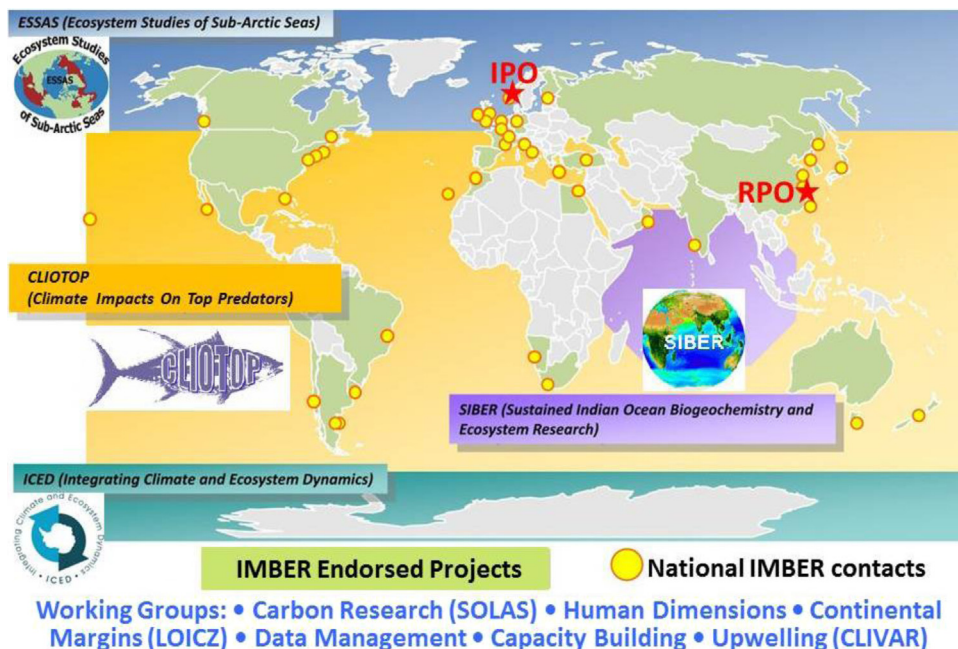 ESSAS (Ecosystem Studies of Sub-Arctic Seas)
Ecosystem Studies
ESSAS
of Sub-Arctic Seas
IPO
RPO
CLIOTOP
(Climate Impacts On Top Predators)
CLIOTOP
SIBER
SIBER (Sustained Indian Ocean Biogeochemistry and
Ecosystem Research)
ICED (Integrating Climate and Ecosystem Dynamics)
Integrating Climate and Ecosystem Dynamics
• ICED •
IMBER Endorsed Projects
National IMBER contacts
Working Groups: • Carbon Research (SOLAS) • Human Dimensions • Continental
Margins (LOICZ) • Data Management • Capacity Building • Upwelling (CLIVAR)